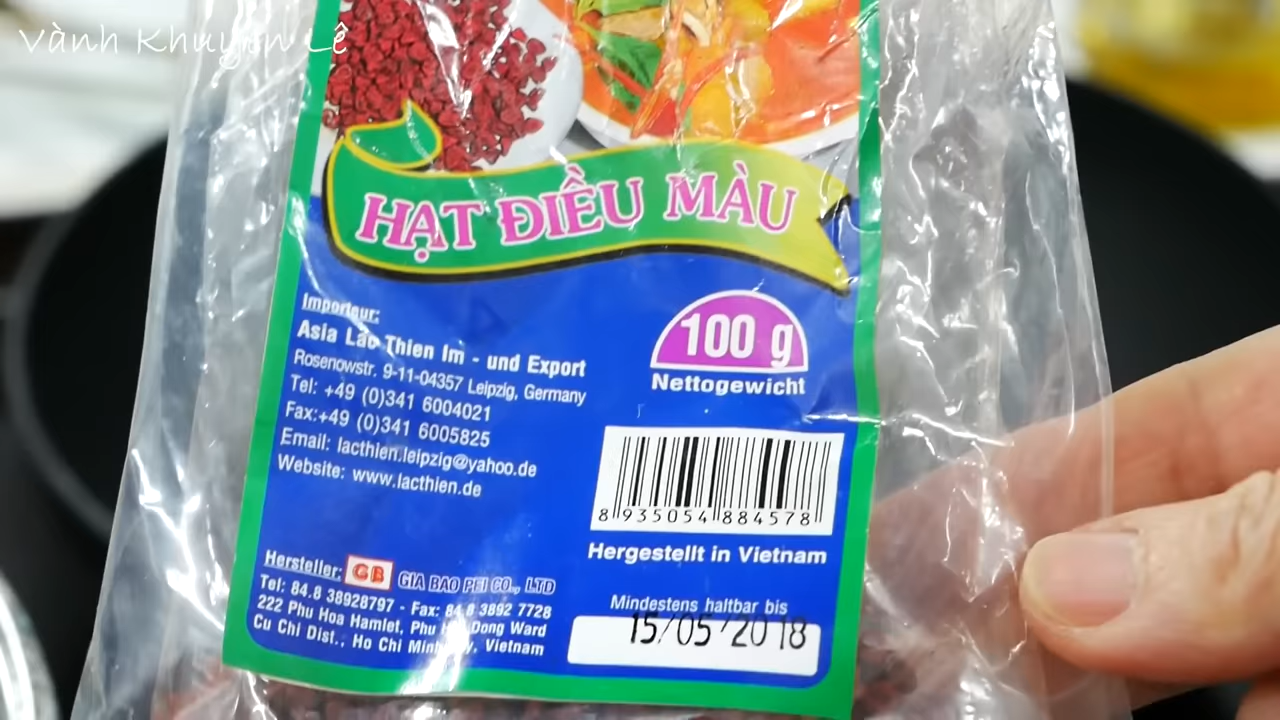 Vành Khuyên Lê
HẠT ĐIỀU MÀU
Importeur:
Asia Lác Thien Im - und Export
Rosenowstr. 9-11-04357 Leipzig, Germany
Tel: +49 (0)341 6004021
Fax:+49 (0)341 6005825
Email: lacthien.leipzig@yahoo.de
Website: www.lacthien.de
100 g
Nettogewicht
8 935054 884578
Hergestellt in Vietnam
Hersteller: GB GIA BAO PEI CO., LTD
Tel: 84.8 38928797 - Fax: 84.8 3892 7728
222 Phu Hoa Hamlet, Phu Dong Ward
Cu Chi Dist., Ho Chi Minh Vietnam
Mindestens haltbar bis
15/05/2018